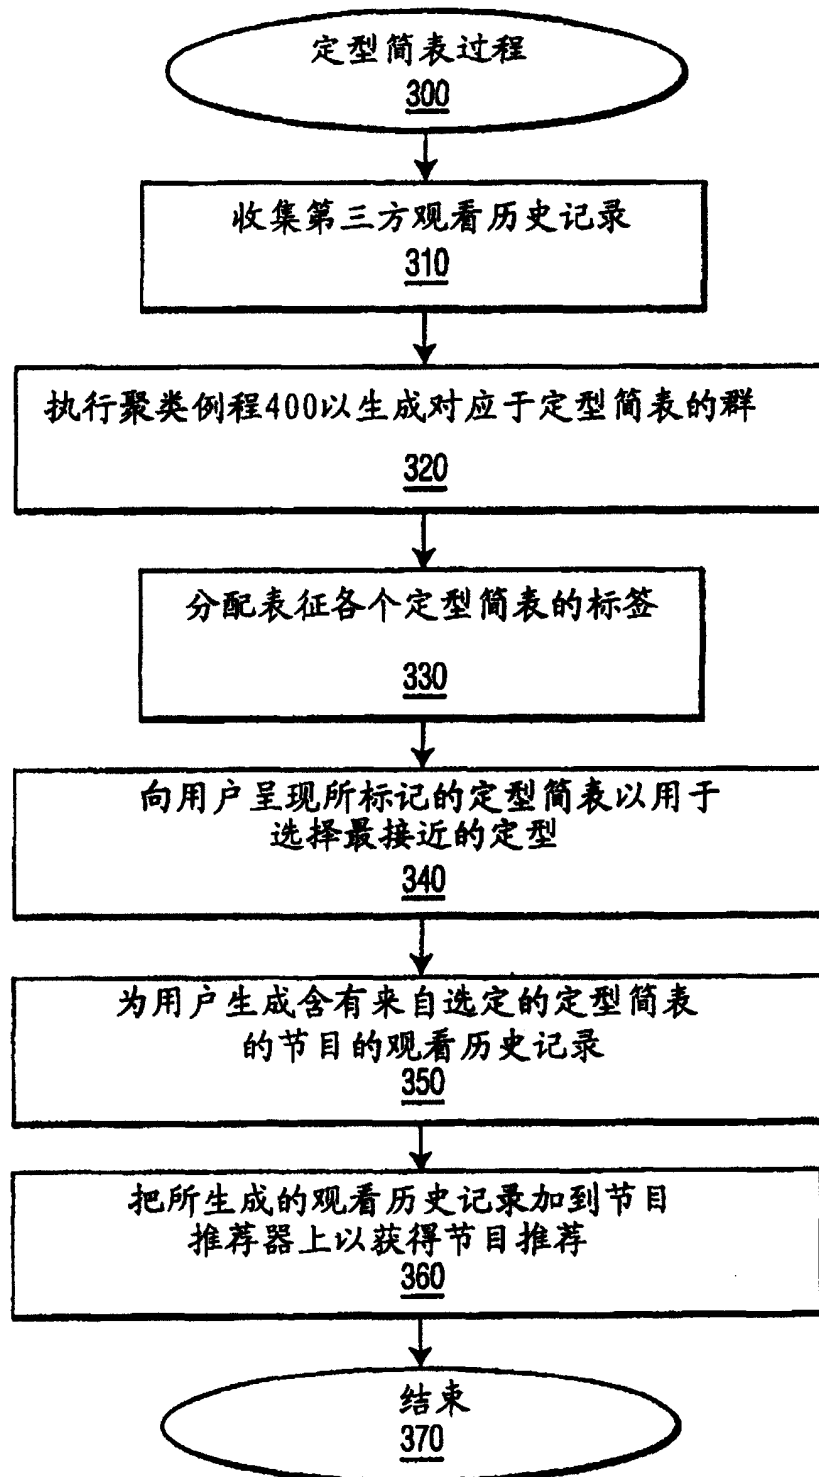 定型简表过程
300
收集第三方观看历史记录
310
执行聚类例程400以生成对应于定型简表的群
320
分配表征各个定型简表的标签
330
向用户呈现所标记的定型简表以用于
选择最接近的定型
340
为用户生成含有来自选定的定型简表
的节目的观看历史记录
350
把所生成的观看历史记录加到节目
推荐器上以获得节目推荐
360
结束
370